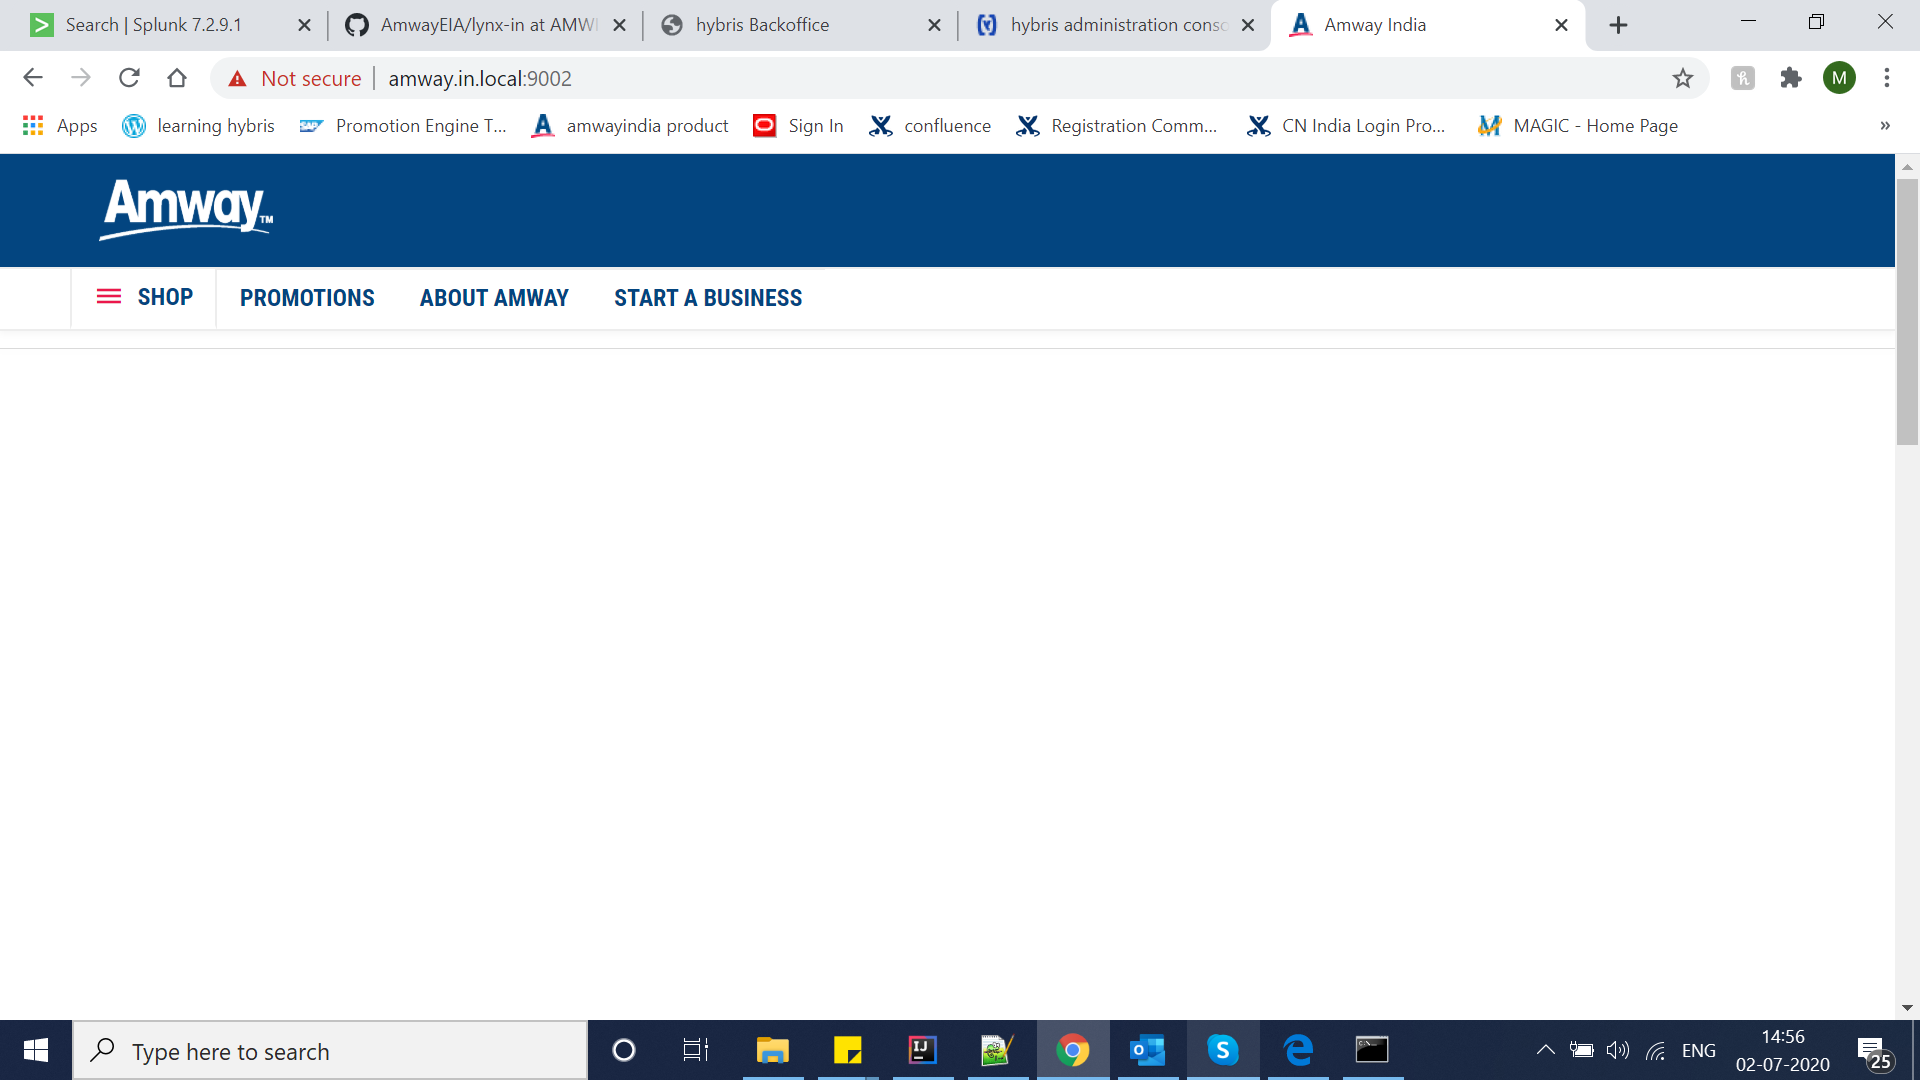 Search | Splunk 7.2.9.1
AmwayEIA/lynx-in at AMWI
hybris Backoffice
hybris administration conso
Amway India
Not secure
amway.in.local:9002
M
Apps
learning hybris
Promotion Engine T...
amwayindia product
Sign In
confluence
Registration Comm...
CN India Login Pro...
MAGIC - Home Page
»
Amway™
SHOP
PROMOTIONS
ABOUT AMWAY
START A BUSINESS
Type here to search
ENG
14:56
02-07-2020
25